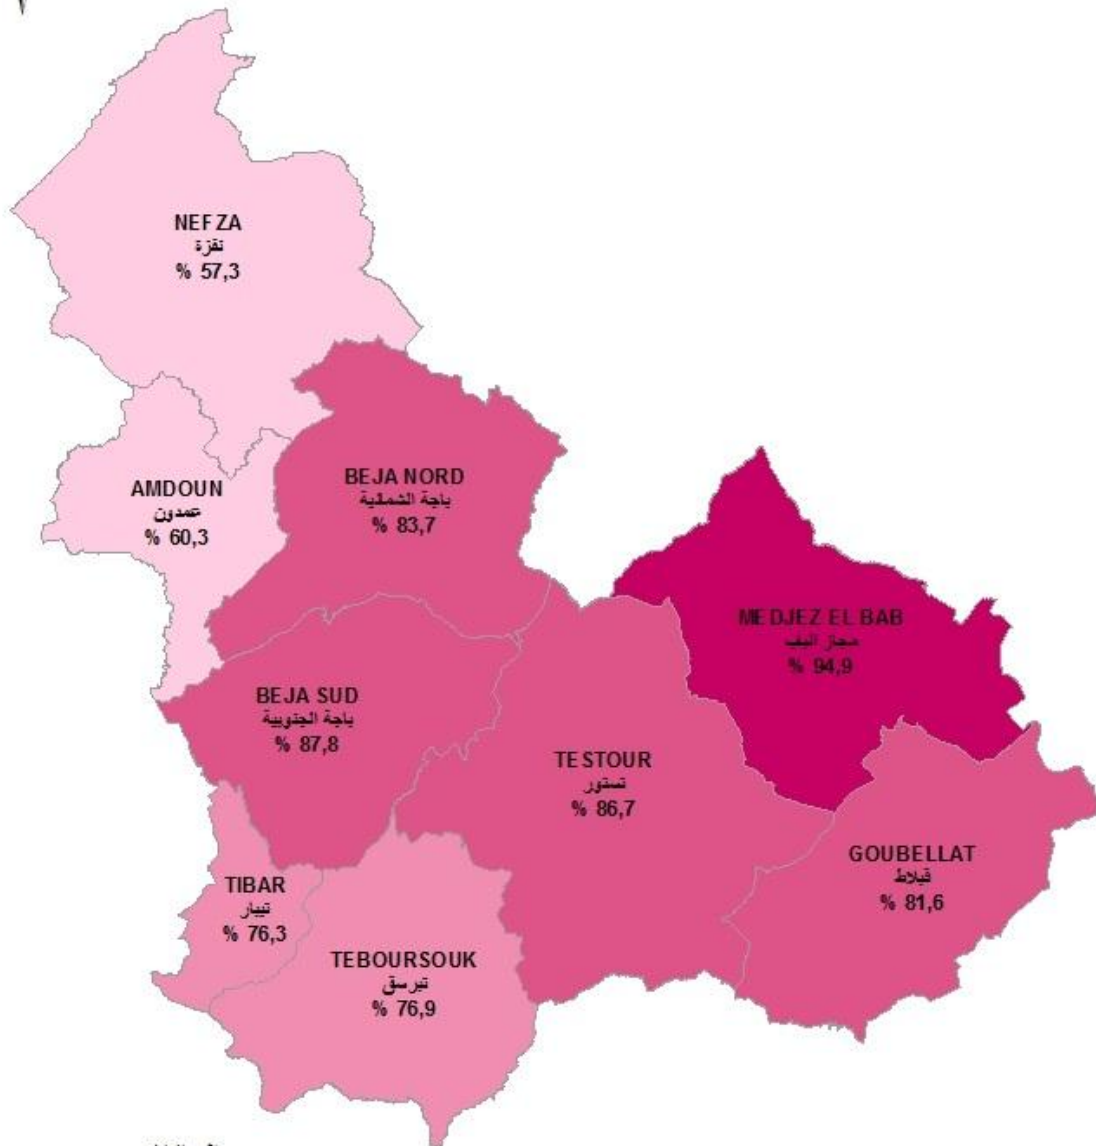 NEFZA
نفزة
% 57,3
AMDOUN
عمدون
% 60,3
BEJA NORD
باجة الشمالية
% 83,7
MEDJEZ EL BAB
مجاز الباب
% 94,9
BEJA SUD
باجة الجنوبية
% 87,8
TESTOUR
تستور
% 86,7
GOUBELLAT
قبلاط
% 81,6
TIBAR
تيبار
% 76,3
TEBOURSOUK
تبرسق
% 76,9